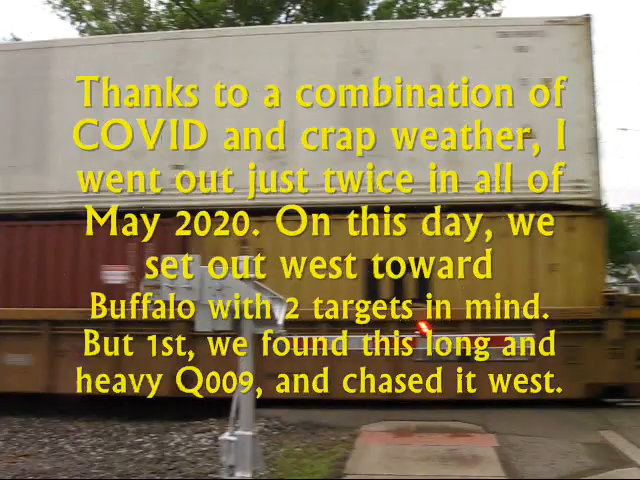 Thanks to a combination of
COVID and crap weather, I
went out just twice in all of
May 2020. On this day, we
set out west toward
Buffalo with 2 targets in mind.
But 1st, we found this long and
heavy Q009, and chased it west.